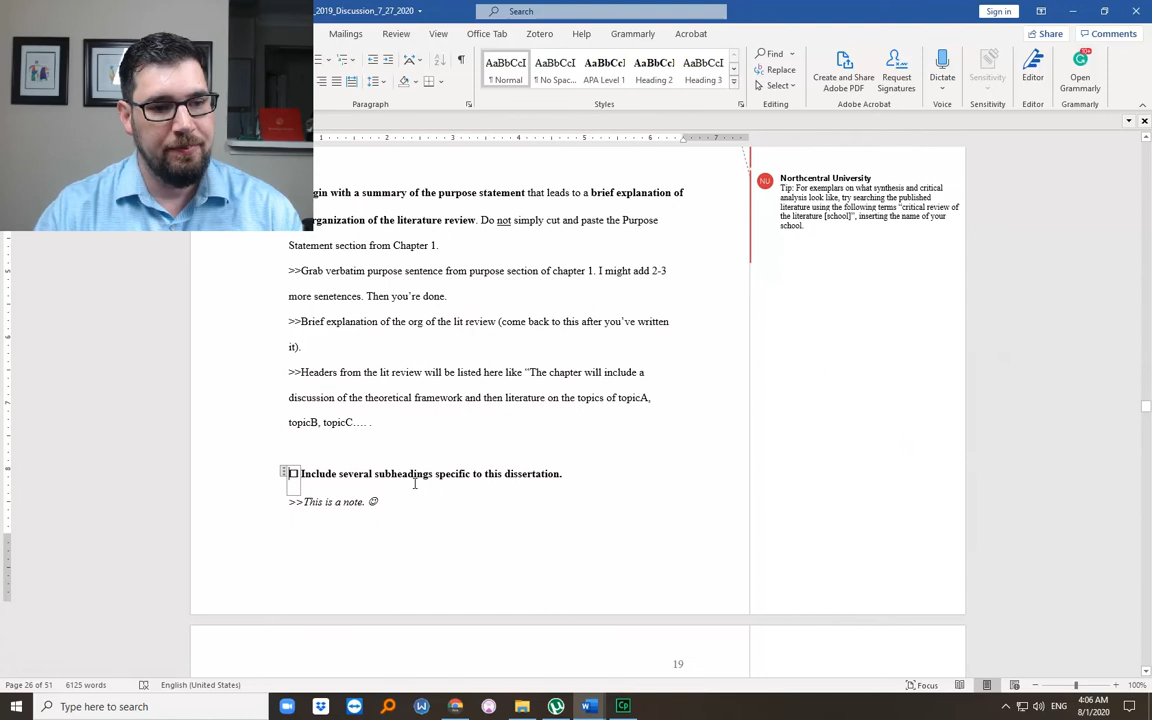 _2019_Discussion_7_27_2020
Search
Sign in
Mailings Review View Office Tab Zotero Help Grammarly Acrobat
Share Comments
AaBbCcI AaBbCcI AaBbCcI AaBbCcI AaBbCcI
¶ Normal ¶ No Spac... APA Level 1 Heading 2 Heading 3
Find
Replace
Select
Create and Share Adobe PDF
Request Signatures
Dictate
Sensitivity
Editor
Open Grammarly
Paragraph Styles Editing Adobe Acrobat Voice Sensitivity Editor Grammarly
1 2 3 4 5 6 7
gin with a summary of the purpose statement that leads to a brief explanation of
organization of the literature review. Do not simply cut and paste the Purpose
Statement section from Chapter 1.
>>Grab verbatim purpose sentence from purpose section of chapter 1. I might add 2-3
more senetences. Then you’re done.
>>Brief explanation of the org of the lit review (come back to this after you’ve written
it).
>>Headers from the lit review will be listed here like “The chapter will include a
discussion of the theoretical framework and then literature on the topics of topicA,
topicB, topicC…. .
☐ Include several subheadings specific to this dissertation.
>>This is a note. ☺
NU
Northcentral University
Tip: For exemplars on what synthesis and critical
analysis look like, try searching the published
literature using the following terms “critical review of
the literature [school]”, inserting the name of your
school.
19
Page 26 of 51 6125 words English (United States)
Focus
100%
Type here to search
ENG
4:06 AM
8/1/2020